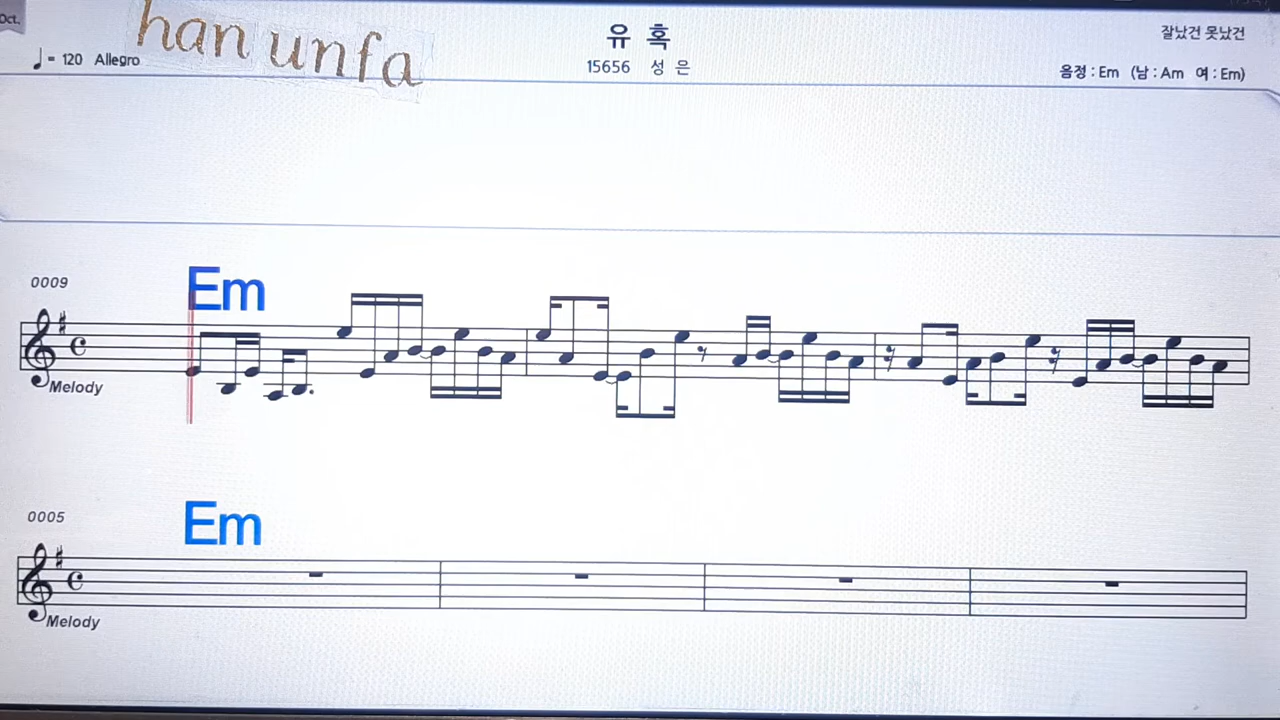 Oct.
han unfa
유 혹
잘났건 못났건
♩= 120 Allegro
15656 성 은
음정 : Em (남 : Am 여 : Em)
0009
Em
Melody
0005
Em
Melody